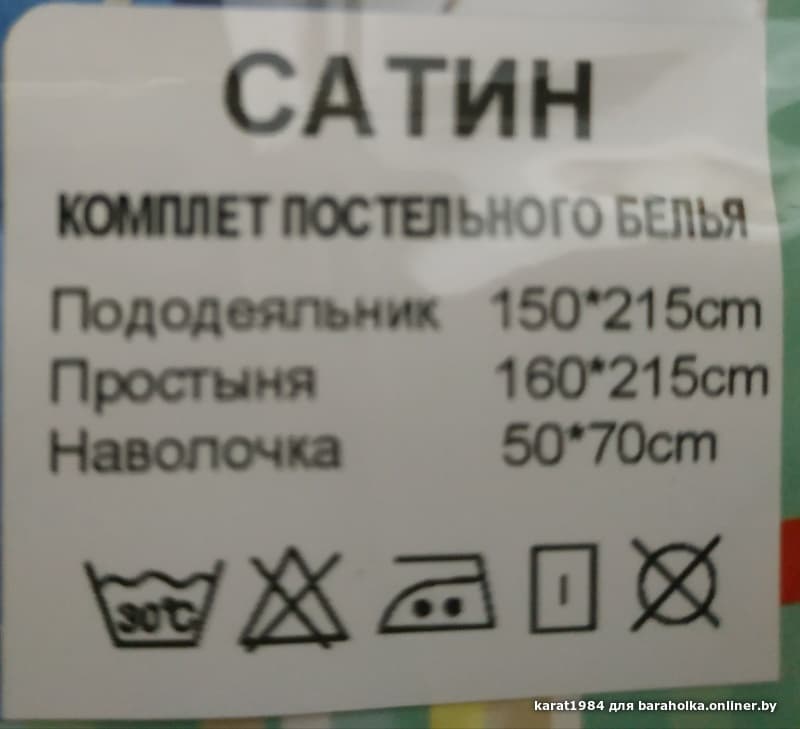 САТИН
КОМПЛЕТ ПОСТЕЛЬНОГО БЕЛЬЯ
Пододеяльник 150*215cm
Простыня 160*215cm
Наволочка 50*70cm
30°C
karat1984 для baraholka.onliner.by